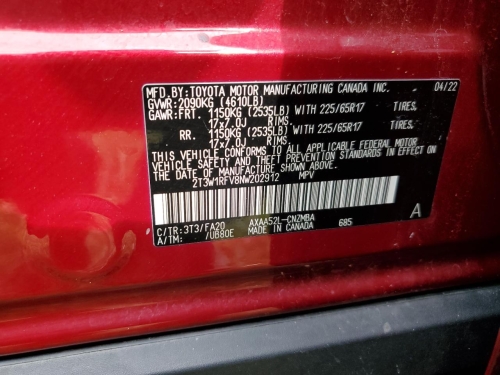 MFD.BY:TOYOTA MOTOR MANUFACTURING CANADA INC. 04/22
GVWR: 2090KG (4610LB)
GAWR:FRT. 1150KG (2535LB) WITH 225/65R17 TIRES.
17x7.0J RIMS.
RR. 1150KG (2535LB) WITH 225/65R17 TIRES.
17x7.0J RIMS.
THIS VEHICLE CONFORMS TO ALL APPLICABLE FEDERAL MOTOR
VEHICLE SAFETY AND THEFT PREVENTION STANDARDS IN EFFECT ON
THE DATE OF MANUFACTURE SHOWN ABOVE.
2T3W1RFV8NW202912 MPV
C/TR:3T3/FA20 AXAA52L-CNZMBA A
A/TM: /UB80E MADE IN CANADA 685